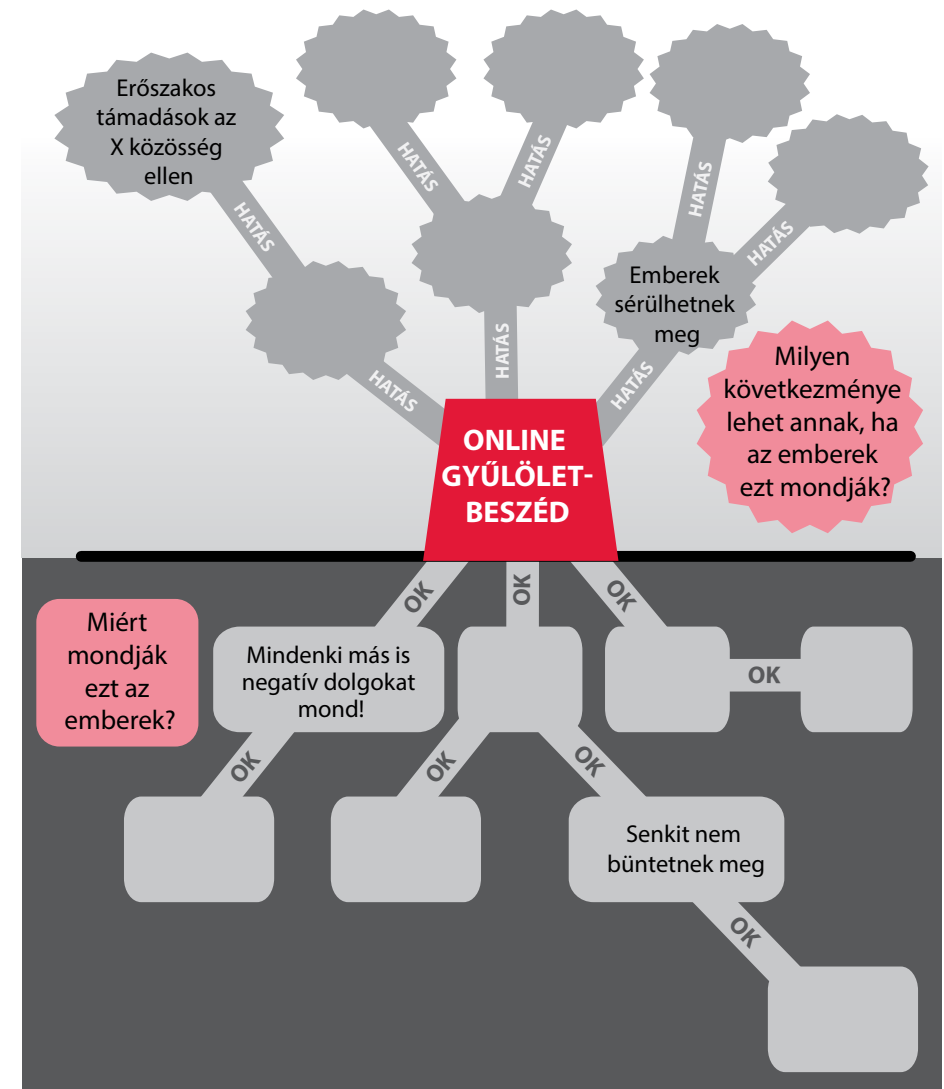 Erőszakos
támadások az
X közösség
ellen
HATÁS
HATÁS
HATÁS
HATÁS
HATÁS
Emberek
sérülhetnek
meg
HATÁS
HATÁS
HATÁS
Milyen
következménye
lehet annak, ha
az emberek
ezt mondják?
ONLINE
GYŰLÖLET-
BESZÉD
OK
OK
OK
Miért
mondják
ezt az
emberek?
Mindenki más is
negatív dolgokat
mond!
OK
OK
OK
OK
Senkit nem
büntetnek meg
OK